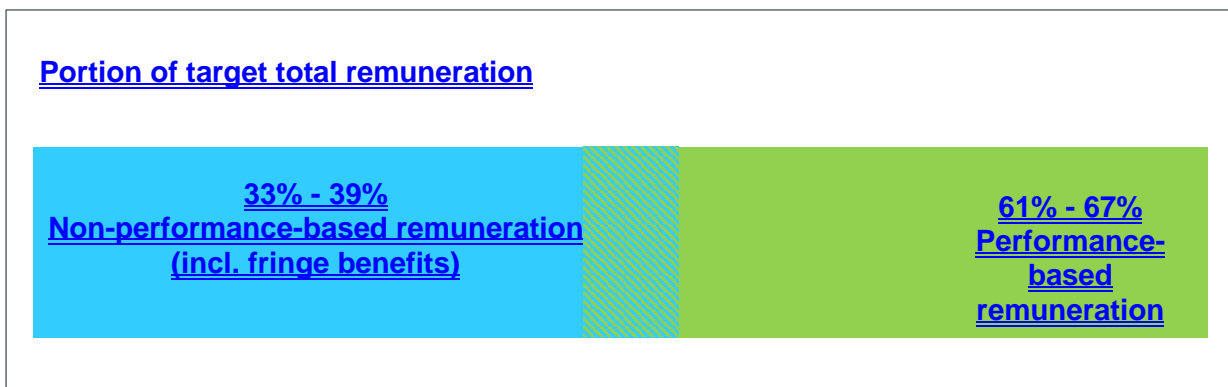 Portion of target total remuneration
33% - 39%
Non-performance-based remuneration
(incl. fringe benefits)
61% - 67%
Performance-
based
remuneration